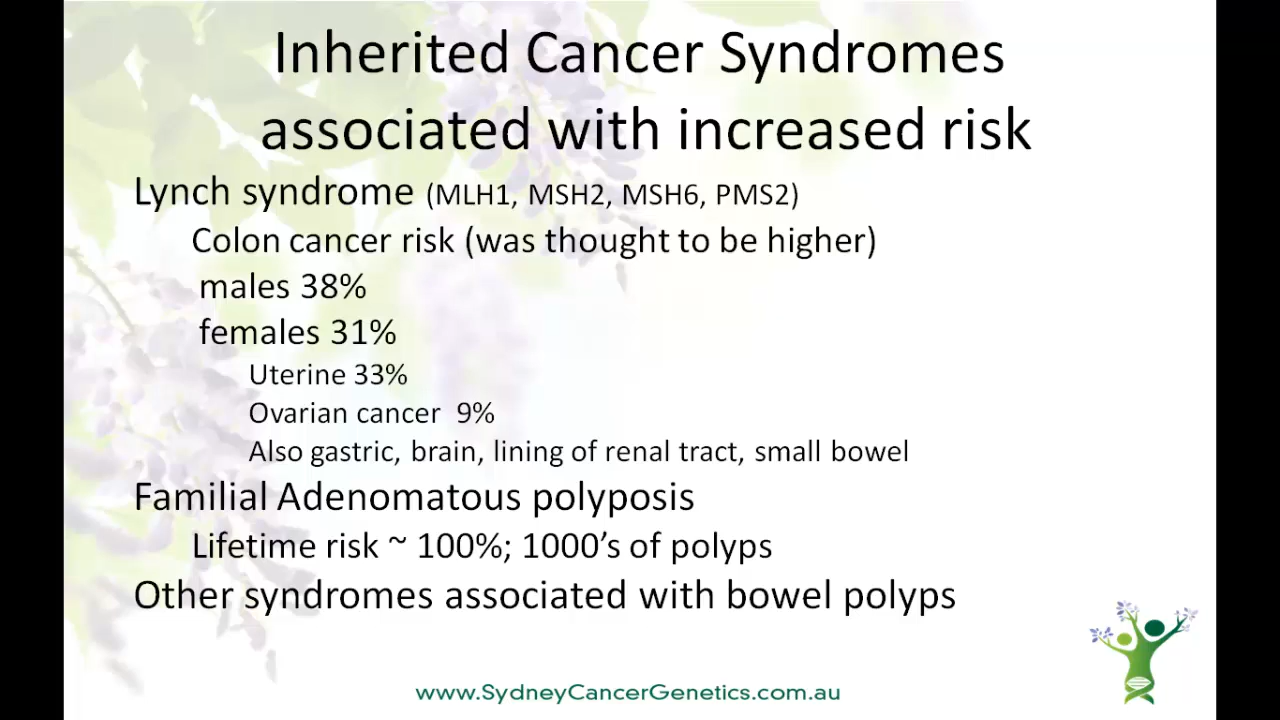 Inherited Cancer Syndromes
associated with increased risk
Lynch syndrome (MLH1, MSH2, MSH6, PMS2)
Colon cancer risk (was thought to be higher)
males 38%
females 31%
Uterine 33%
Ovarian cancer  9%
Also gastric, brain, lining of renal tract, small bowel
Familial Adenomatous polyposis
Lifetime risk ~ 100%; 1000’s of polyps
Other syndromes associated with bowel polyps
www.SydneyCancerGenetics.com.au